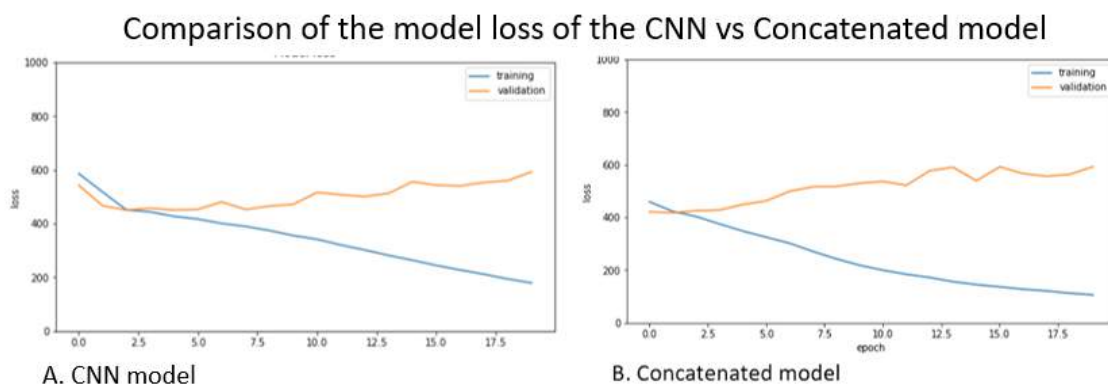 Comparison of the model loss of the CNN vs Concatenated model
1000
800
600
400
200
0
loss
training
validation
0.0 2.5 5.0 7.5 10.0 12.5 15.0 17.5
A. CNN model
1000
800
600
400
200
0
loss
training
validation
0.0 2.5 5.0 7.5 10.0 12.5 15.0 17.5
epoch
B. Concatenated model